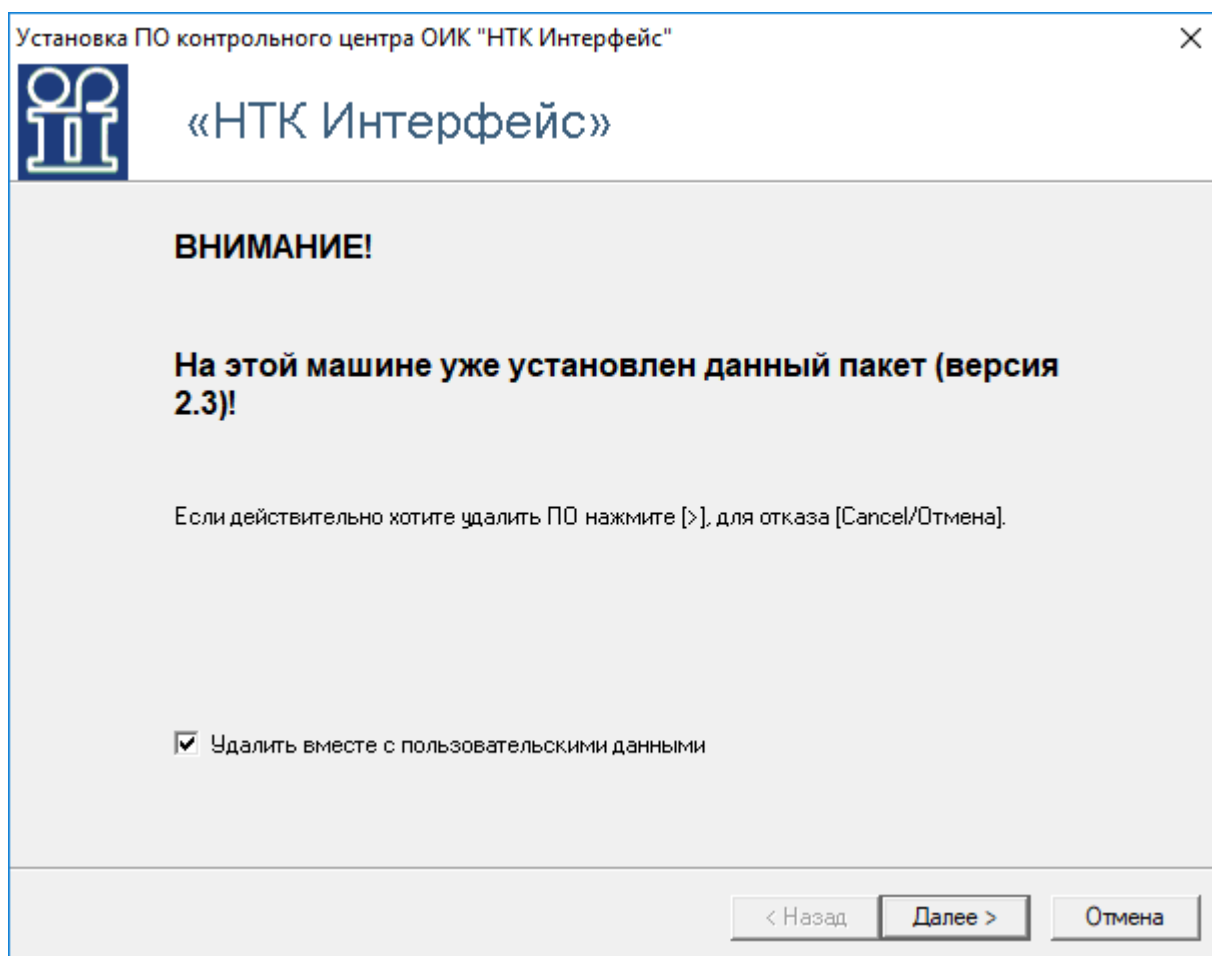 Установка ПО контрольного центра ОИК "НТК Интерфейс"
«НТК Интерфейс»
ВНИМАНИЕ!
На этой машине уже установлен данный пакет (версия
2.3)!
Если действительно хотите удалить ПО нажмите [>], для отказа [Cancel/Отмена].
Удалить вместе с пользовательскими данными
< Назад
Далее >
Отмена